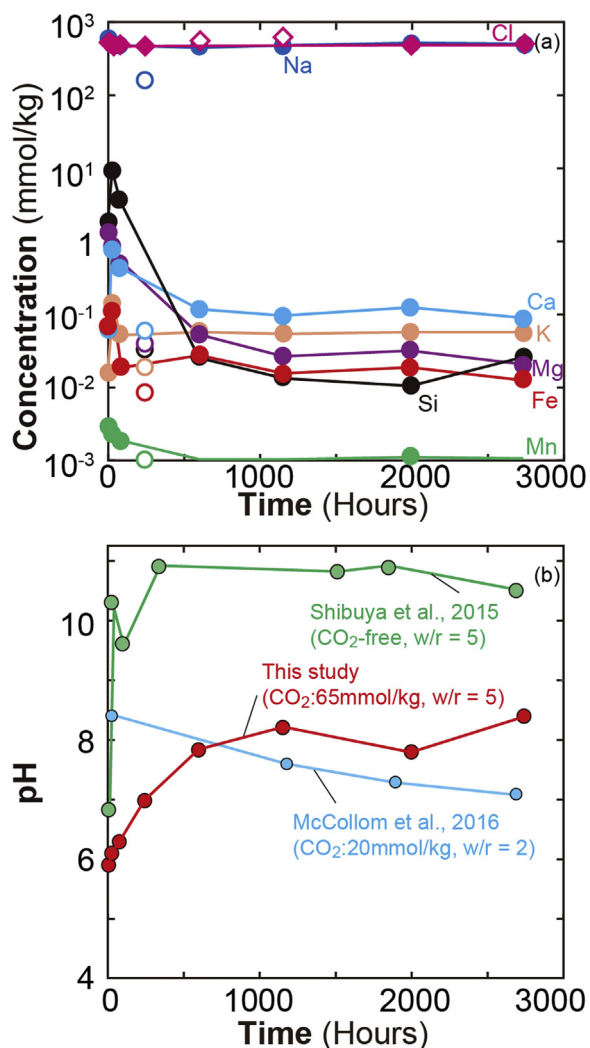 10³
10²
10¹
1
10⁻¹
10⁻²
10⁻³
Concentration (mmol/kg)
Cl
(a)
Na
Ca
K
Mg
Si
Fe
Mn
0
1000
2000
3000
Time (Hours)
(b)
10
8
6
4
pH
Shibuya et al., 2015
(CO₂-free, w/r = 5)
This study
(CO₂:65mmol/kg, w/r = 5)
McCollom et al., 2016
(CO₂:20mmol/kg, w/r = 2)
0
1000
2000
3000
Time (Hours)